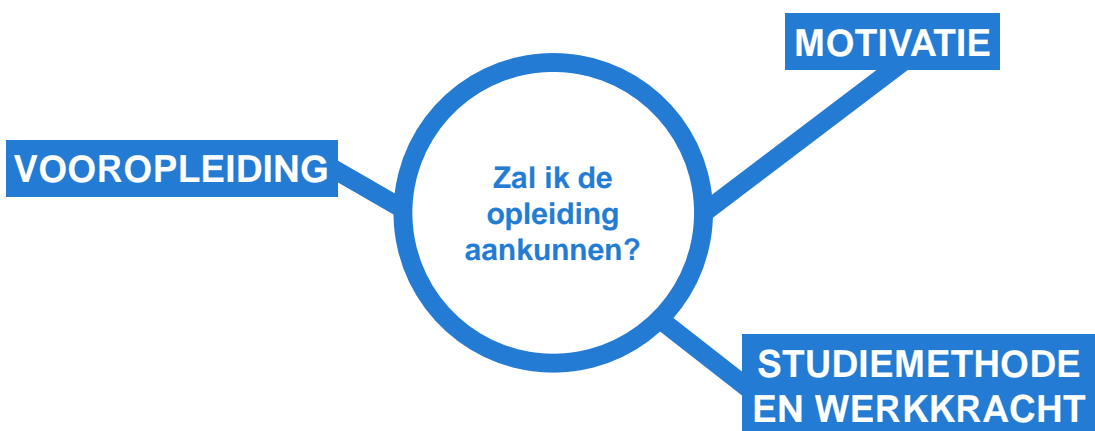 MOTIVATIE
VOOROPLEIDING
Zal ik de
opleiding
aankunnen?
STUDIEMETHODE
EN WERKKRACHT